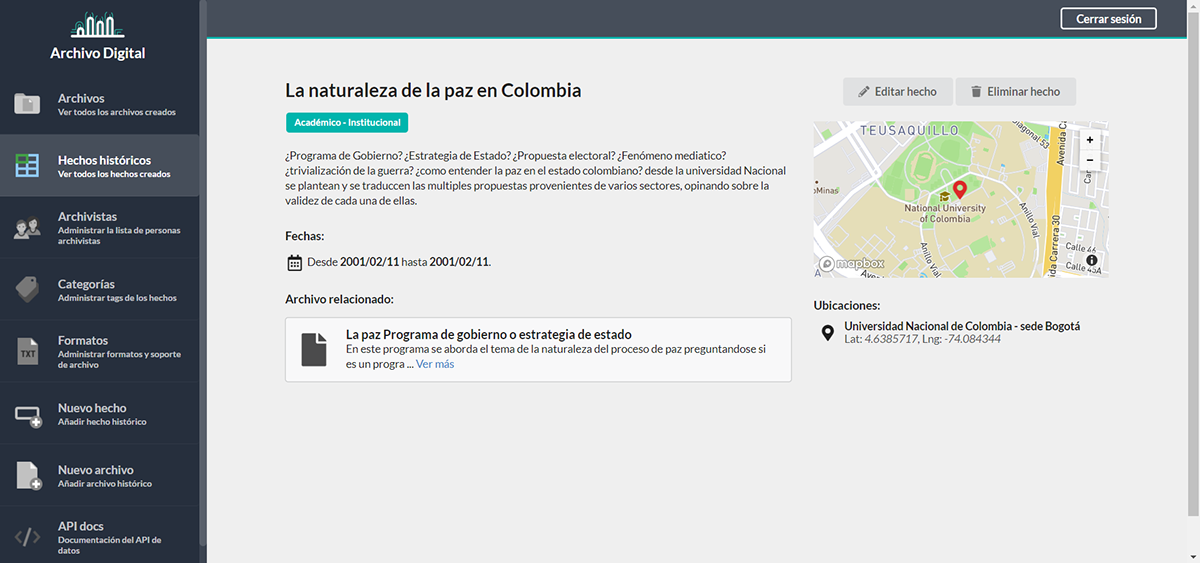 Archivo Digital
Archivos
Ver todos los archivos creados
Hechos históricos
Ver todos los hechos creados
Archivistas
Administrar la lista de personas
archivistas
Categorías
Administrar tags de los hechos
TXT
Formatos
Administrar formatos y soporte
de archivo
Nuevo hecho
Añadir hecho histórico
Nuevo archivo
Añadir archivo histórico
API docs
Documentación del API de
datos
Cerrar sesión
La naturaleza de la paz en Colombia
Académico - Institucional
¿Programa de Gobierno? ¿Estrategia de Estado? ¿Propuesta electoral? ¿Fenómeno mediatico?
¿trivialización de la guerra? ¿como entender la paz en el estado colombiano? desde la universidad Nacional
se plantean y se traduccen las multiples propuestas provenientes de varios sectores, opinando sobre la
validez de cada una de ellas.
Fechas:
Desde 2001/02/11 hasta 2001/02/11.
Archivo relacionado:
La paz Programa de gobierno o estrategia de estado
En este programa se aborda el tema de la naturaleza del proceso de paz preguntandose si
es un progra ... Ver más
Editar hecho
Eliminar hecho
TEUSAQUILLO
Diagonal 53
Avenida C
+
−
Carr
oMinas
National University
of Colombia
Anillo Vial
Anillo Vial
Avenida Carrera 30
Calle 44
Calle 45A
mapbox
Ubicaciones:
Universidad Nacional de Colombia - sede Bogotá
Lat: 4.6385717, Lng: -74.084344